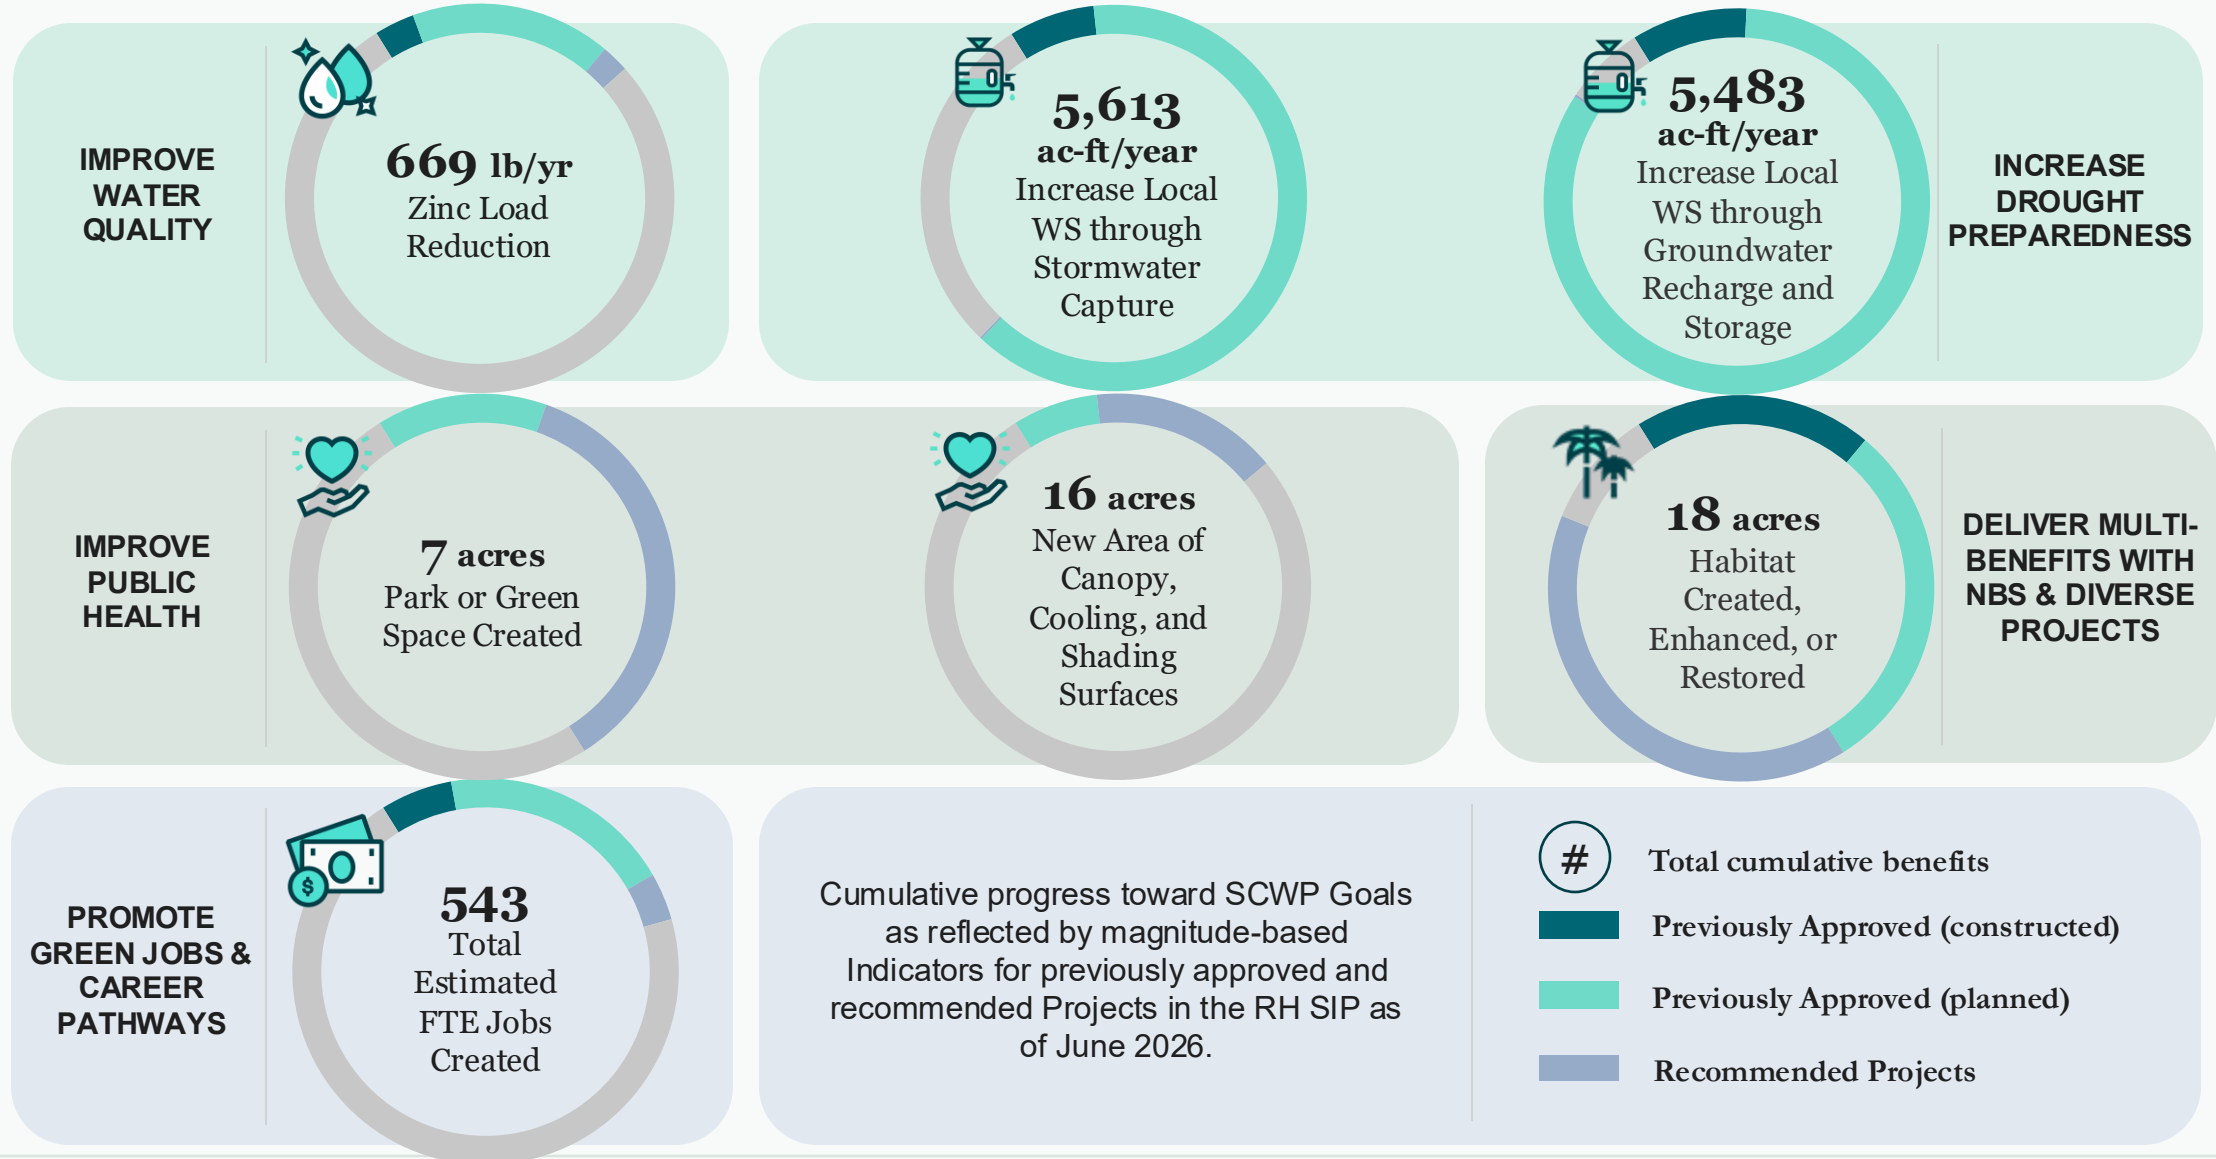 IMPROVE
WATER
QUALITY
669 lb/yr
Zinc Load
Reduction
5,613
ac-ft/year
Increase Local
WS through
Stormwater
Capture
5,483
ac-ft/year
Increase Local
WS through
Groundwater
Recharge and
Storage
INCREASE
DROUGHT
PREPAREDNESS
IMPROVE
PUBLIC
HEALTH
7 acres
Park or Green
Space Created
16 acres
New Area of
Canopy,
Cooling, and
Shading
Surfaces
18 acres
Habitat
Created,
Enhanced, or
Restored
DELIVER MULTI-
BENEFITS WITH
NBS & DIVERSE
PROJECTS
PROMOTE
GREEN JOBS &
CAREER
PATHWAYS
$
543
Total
Estimated
FTE Jobs
Created
Cumulative progress toward SCWP Goals
as reflected by magnitude-based
Indicators for previously approved and
recommended Projects in the RH SIP as
of June 2026.
# Total cumulative benefits
Previously Approved (constructed)
Previously Approved (planned)
Recommended Projects